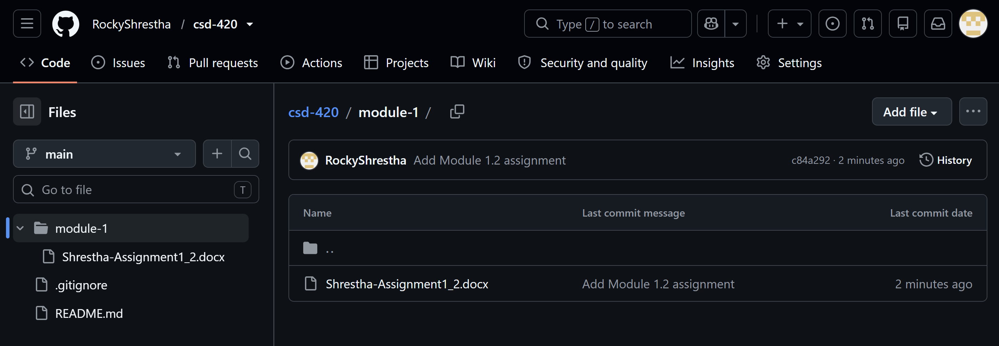 RockyShrestha / csd-420
Type / to search
Code
Issues
Pull requests
Actions
Projects
Wiki
Security and quality
Insights
Settings
Files
main
Go to file
T
module-1
Shrestha-Assignment1_2.docx
.gitignore
README.md
csd-420 / module-1 /
Add file
RockyShrestha Add Module 1.2 assignment
c84a292 · 2 minutes ago
History
Name Last commit message Last commit date
..
Shrestha-Assignment1_2.docx Add Module 1.2 assignment 2 minutes ago